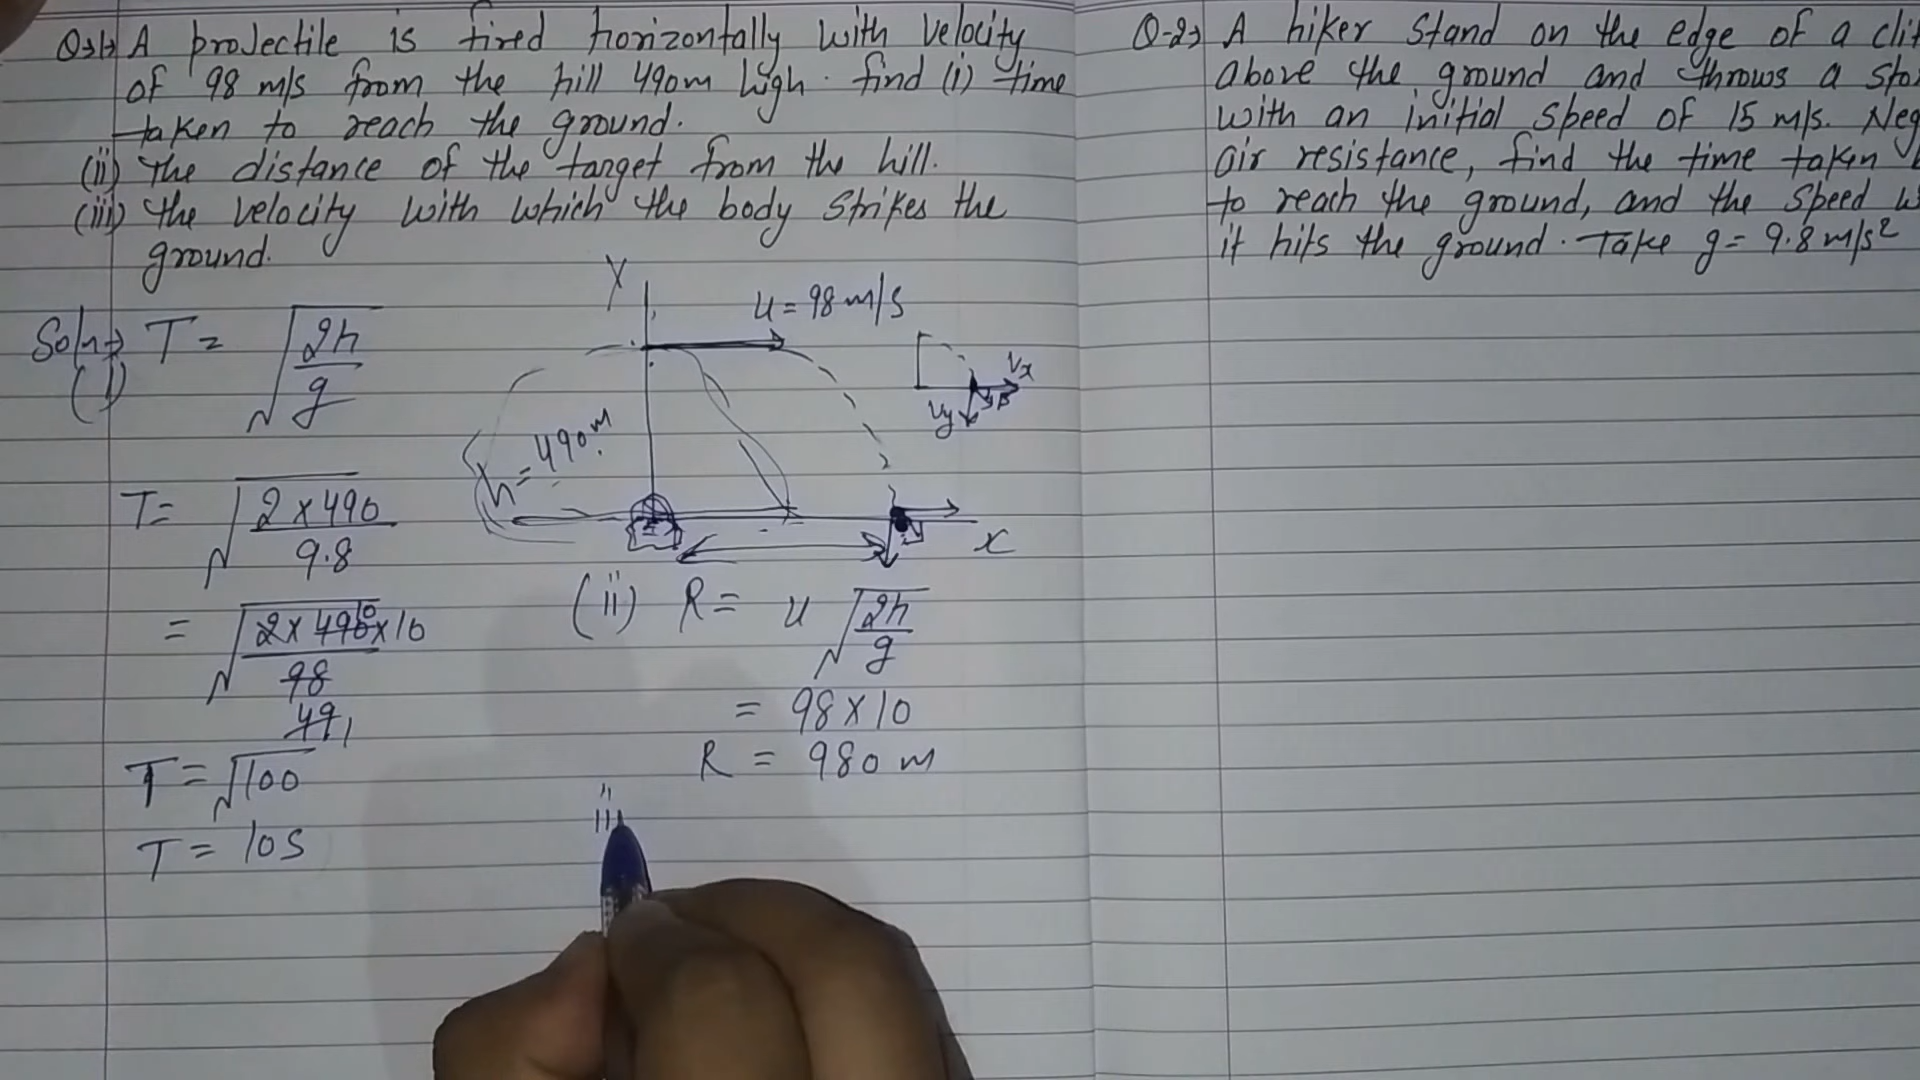 Q→1→ A projectile is fired horizontally with velocity
of 98 m/s from the hill 490m high. find (i) time
taken to reach the ground.
(ii) The distance of the target from the hill.
(iii) The velocity with which the body strikes the
ground.
Soln→ T = √2h/g
(i)
T = √2×490/9.8
= √2×490×10/98
10
49 1
T = √100
T = 10s
Y
u = 98 m/s
h = 490m.
X
Vx
Vy
β
(ii) R = u √2h/g
= 98×10
R = 980 m
iii
Q-2→ A hiker stand on the edge of a
above the ground and throws a
with an initial speed of 15 m/s.
air resistance, find the time taken
to reach the ground, and the speed
it hits the ground. Take g = 9.8 m/s²